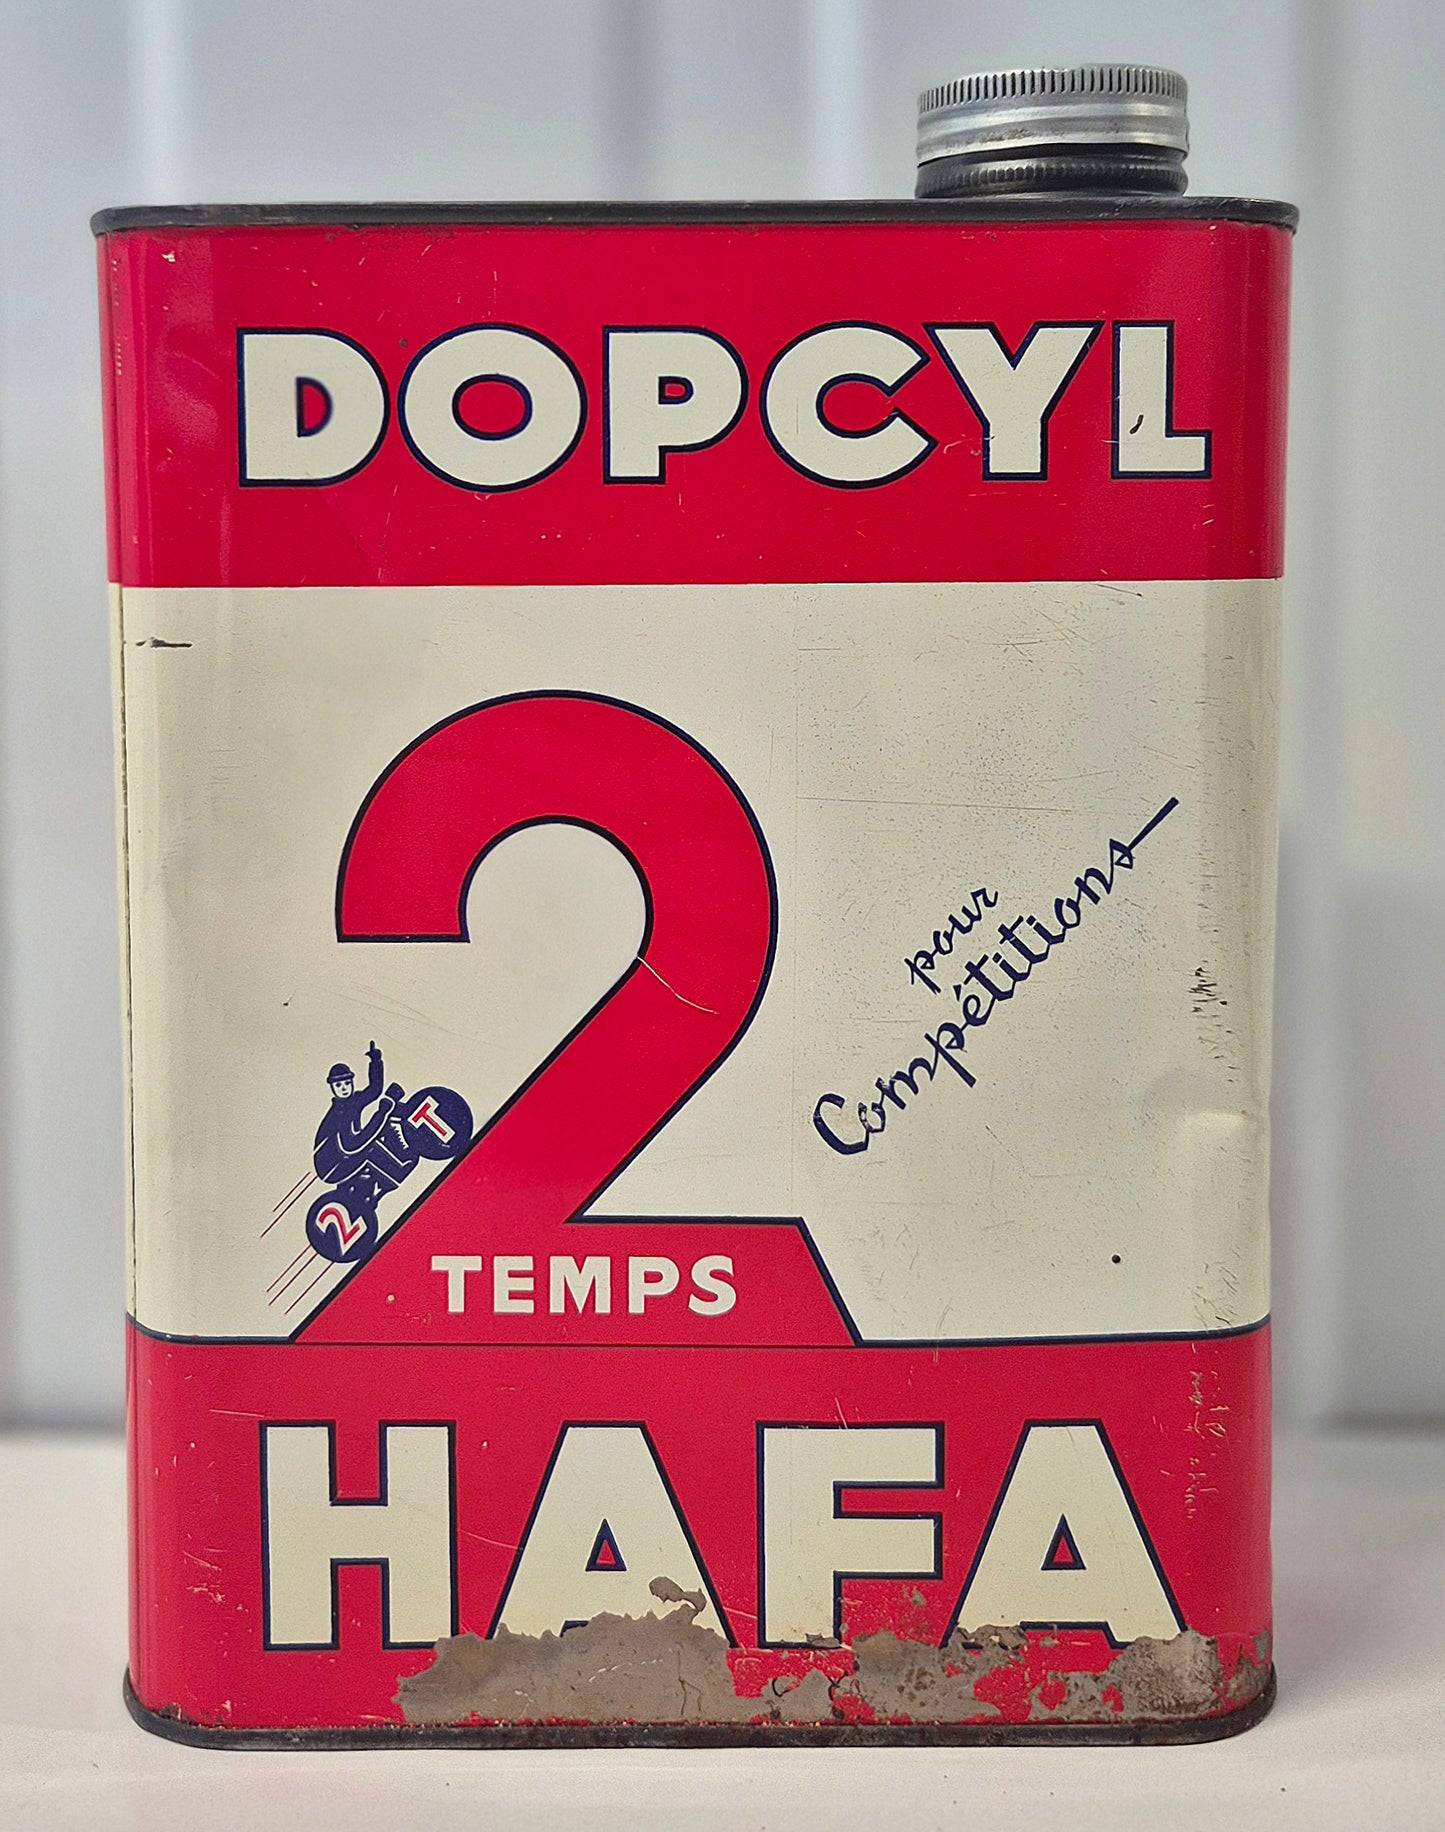 DOPCYL
2
pour
Compétitions
2 T
TEMPS
HAFA